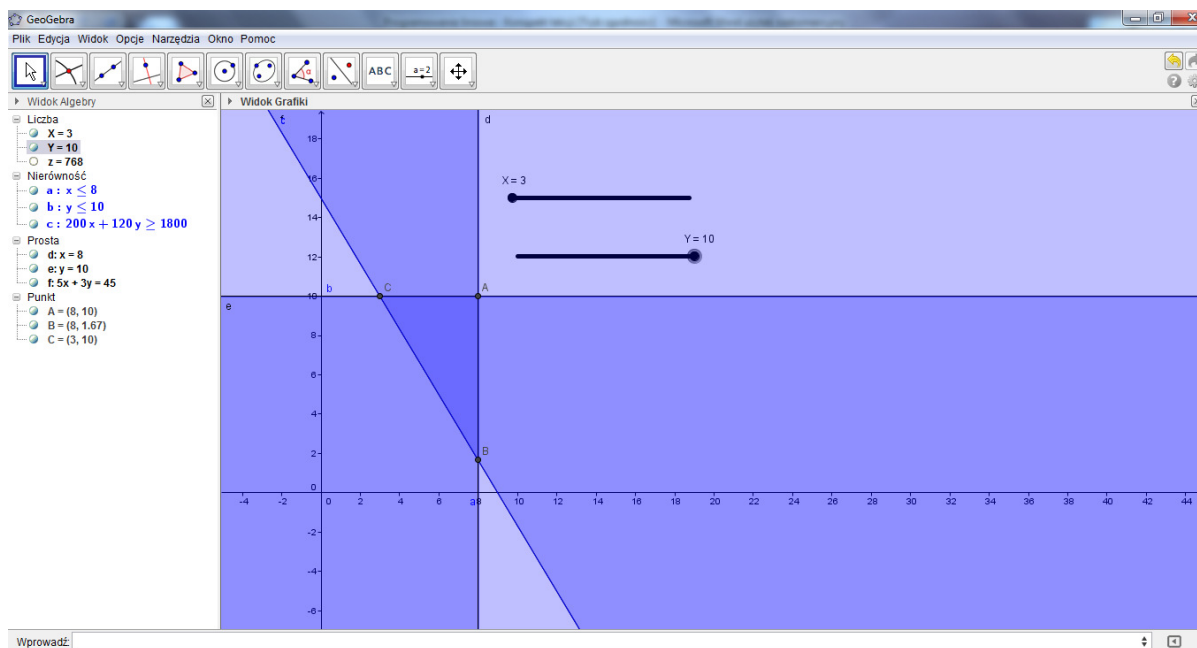 GeoGebra
Plik Edycja Widok Opcje Narzędzia Okno Pomoc
ABC
a=2
Widok Algebry
Widok Grafiki
Liczba
X = 3
Y = 10
z = 768
Nierówność
a : x ≤ 8
b : y ≤ 10
c : 200 x + 120 y ≥ 1800
Prosta
d: x = 8
e: y = 10
f: 5x + 3y = 45
Punkt
A = (8, 10)
B = (8, 1.67)
C = (3, 10)
d
X = 3
Y = 10
b
C
A
e
B
a
18
16
14
12
10
8
6
4
2
0
-2
-4
-6
-4 -2 0 2 4 6 8 10 12 14 16 18 20 22 24 26 28 30 32 34 36 38 40 42 44
Wprowadź: